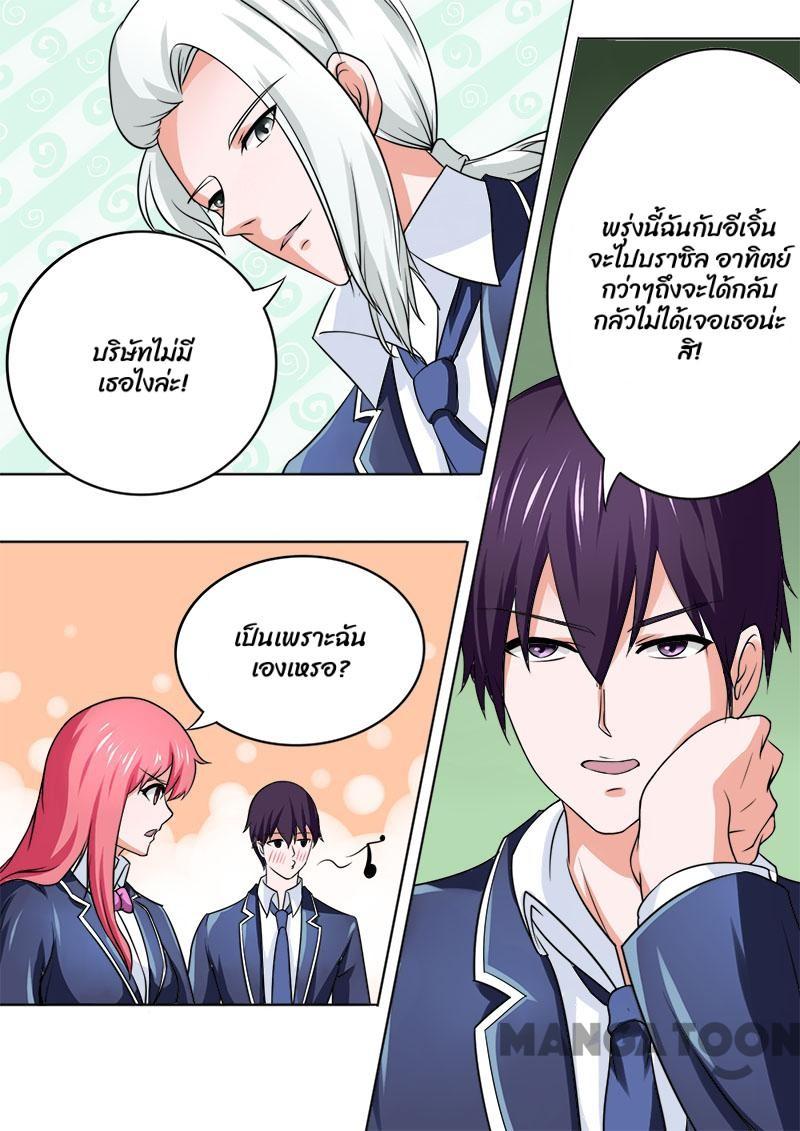 บริษัทไม่มี
เธอไงล่ะ!
พรุ่งนี้ฉันกับอีเจิ้น
จะไปบราซิล อาทิตย์
กว่าๆถึงจะได้กลับ
กลัวไม่ได้เจอเธอน่ะ
สิ!
เป็นเพราะฉัน
เองเหรอ?
MANGATOON